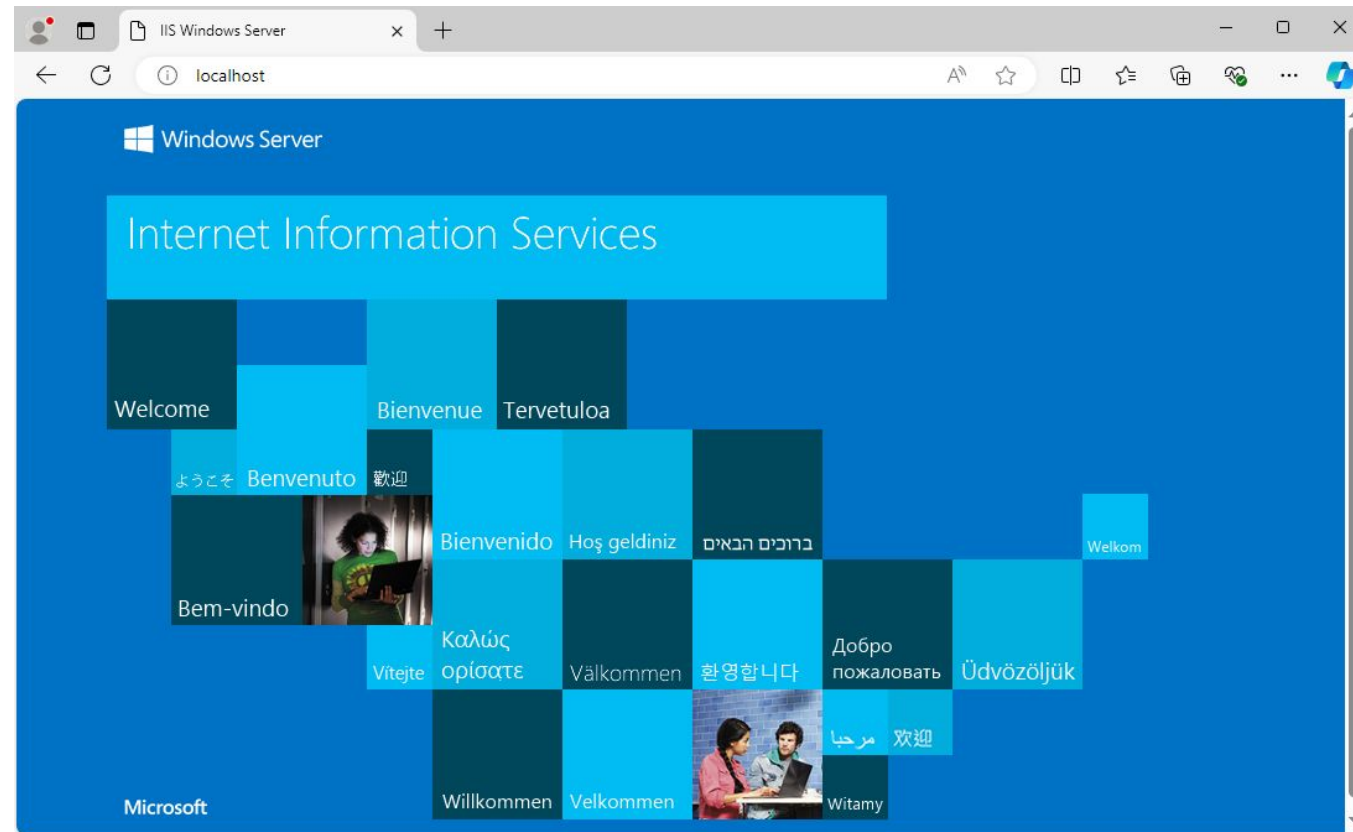 IIS Windows Server
localhost
Windows Server
Internet Information Services
Welcome
Bienvenue
Tervetuloa
ようこそ
Benvenuto
歡迎
Bienvenido
Hoş geldiniz
ברוכים הבאים
Welkom
Bem-vindo
Καλώς
ορίσατε
Vítejte
Välkommen
환영합니다
Добро
пожаловать
Üdvözöljük
مرحبا
欢迎
Willkommen
Velkommen
Witamy
Microsoft